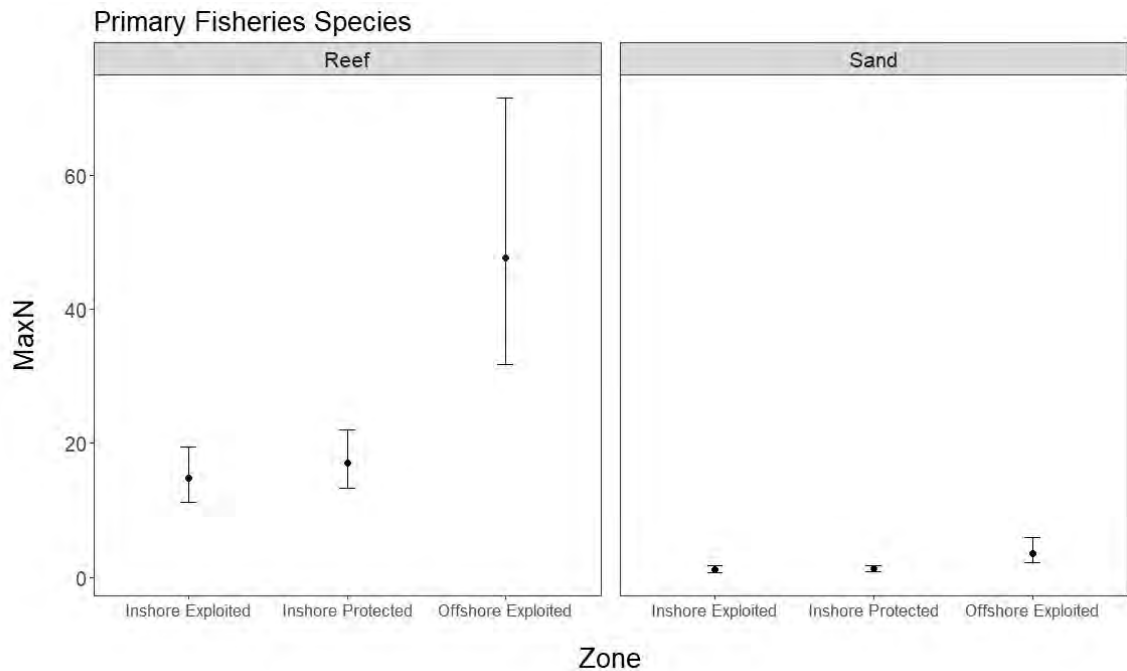 Primary Fisheries Species
Reef Sand
MaxN
60
40
20
0
Inshore Exploited Inshore Protected Offshore Exploited Inshore Exploited Inshore Protected Offshore Exploited
Zone